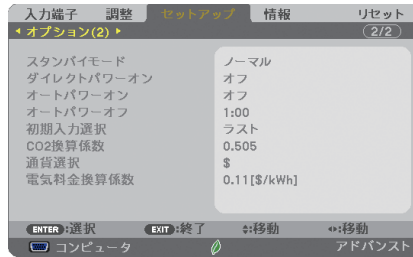 入力端子 調整 セットアップ 情報 リセット
オプション(2) 2/2
スタンバイモード ノーマル
ダイレクトパワーオン オフ
オートパワーオン オフ
オートパワーオフ 1:00
初期入力選択 ラスト
CO2換算係数 0.505
通貨選択 $
電気料金換算係数 0.11[$/kWh]
ENTER:選択 EXIT:終了 :移動 :移動
コンピュータ アドバンスト